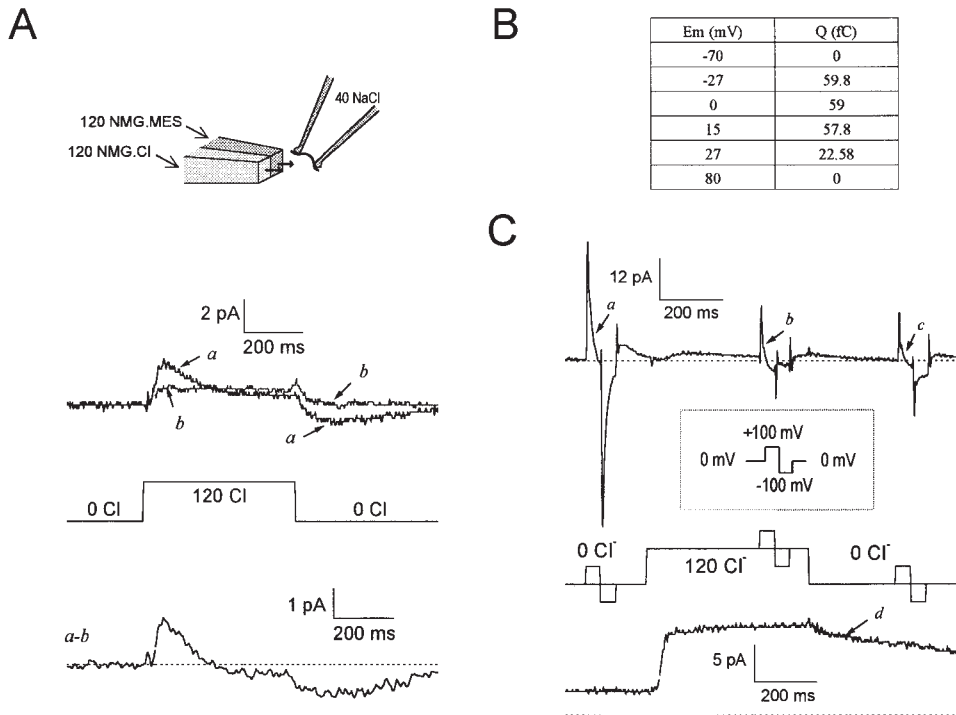 A
120 NMG.MES
120 NMG.Cl
40 NaCl
2 pA
200 ms
a
b
b
a
0 Cl
120 Cl
0 Cl
1 pA
200 ms
a-b
B
Em (mV) Q (fC)
-70 0
-27 59.8
0 59
15 57.8
27 22.58
80 0
C
12 pA
200 ms
a
b
c
+100 mV
0 mV 0 mV
-100 mV
0 Cl⁻
120 Cl⁻
0 Cl⁻
d
5 pA
200 ms